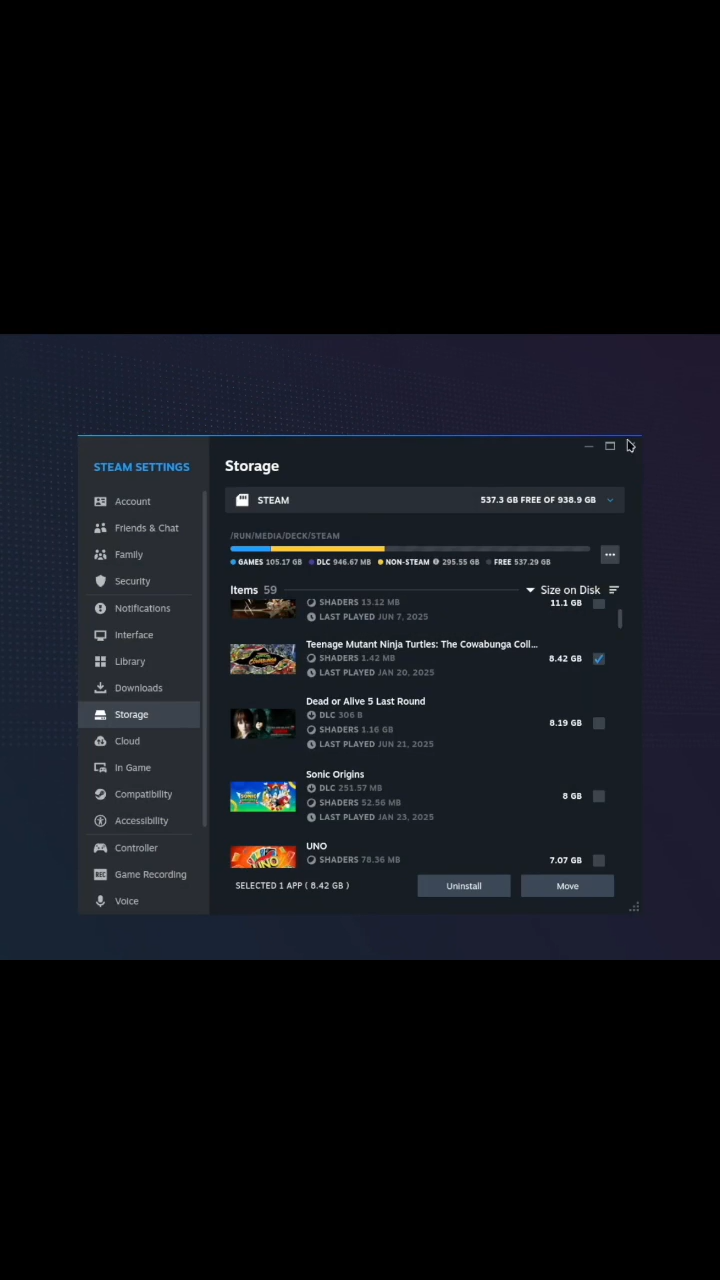 STEAM SETTINGS
Account
Friends & Chat
Family
Security
Notifications
Interface
Library
Downloads
Storage
Cloud
In Game
Compatibility
Accessibility
Controller
REC Game Recording
Voice
Storage
STEAM 537.3 GB FREE OF 938.9 GB
/RUN/MEDIA/DECK/STEAM
GAMES 105.17 GB DLC 946.67 MB NON-STEAM 295.55 GB FREE 537.29 GB
Items 59 Size on Disk
SHADERS 13.12 MB 11.1 GB
LAST PLAYED JUN 7, 2025
Teenage Mutant Ninja Turtles: The Cowabunga Coll...
SHADERS 1.42 MB 8.42 GB
LAST PLAYED JAN 20, 2025
Dead or Alive 5 Last Round
DLC 306 B 8.19 GB
SHADERS 1.16 GB
LAST PLAYED JUN 21, 2025
Sonic Origins
DLC 251.57 MB 8 GB
SHADERS 52.56 MB
LAST PLAYED JAN 23, 2025
UNO
SHADERS 78.36 MB 7.07 GB
SELECTED 1 APP ( 8.42 GB ) Uninstall Move